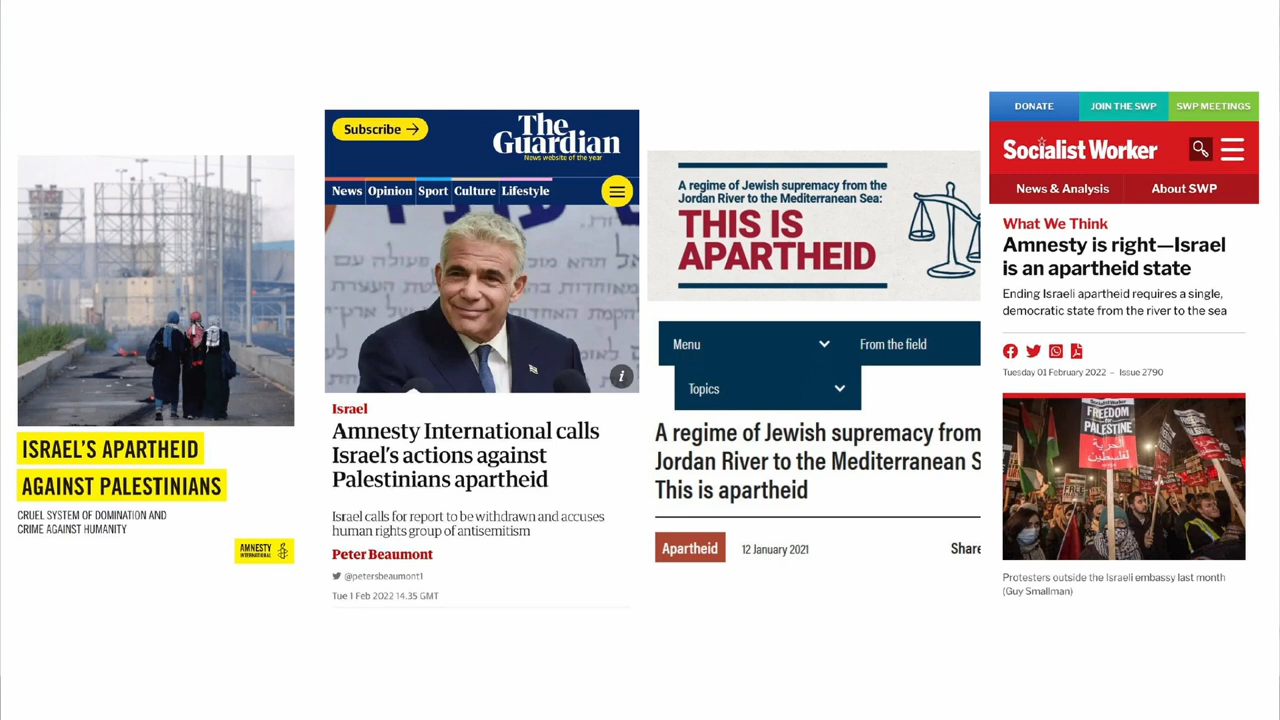 ISRAEL'S APARTHEID
AGAINST PALESTINIANS
CRUEL SYSTEM OF DOMINATION AND
CRIME AGAINST HUMANITY
AMNESTY
INTERNATIONAL
Subscribe →
The
Guardian
News website of the year
News Opinion Sport Culture Lifestyle
i
Israel
Amnesty International calls
Israel's actions against
Palestinians apartheid
Israel calls for report to be withdrawn and accuses
human rights group of antisemitism
Peter Beaumont
@petersbeaumont1
Tue 1 Feb 2022 14.35 GMT
A regime of Jewish supremacy from the
Jordan River to the Mediterranean Sea:
THIS IS
APARTHEID
Menu
From the field
Topics
A regime of Jewish supremacy from
Jordan River to the Mediterranean S
This is apartheid
Apartheid
12 January 2021
Share
DONATE
JOIN THE SWP
SWP MEETINGS
Socialist Worker
News & Analysis
About SWP
What We Think
Amnesty is right—Israel
is an apartheid state
Ending Israeli apartheid requires a single,
democratic state from the river to the sea
Tuesday 01 February 2022 – Issue 2790
Socialist Worker
FREEDOM
FOR
PALESTINE
الحرية
لفلسطين
FREE
Protesters outside the Israeli embassy last month
(Guy Smallman)